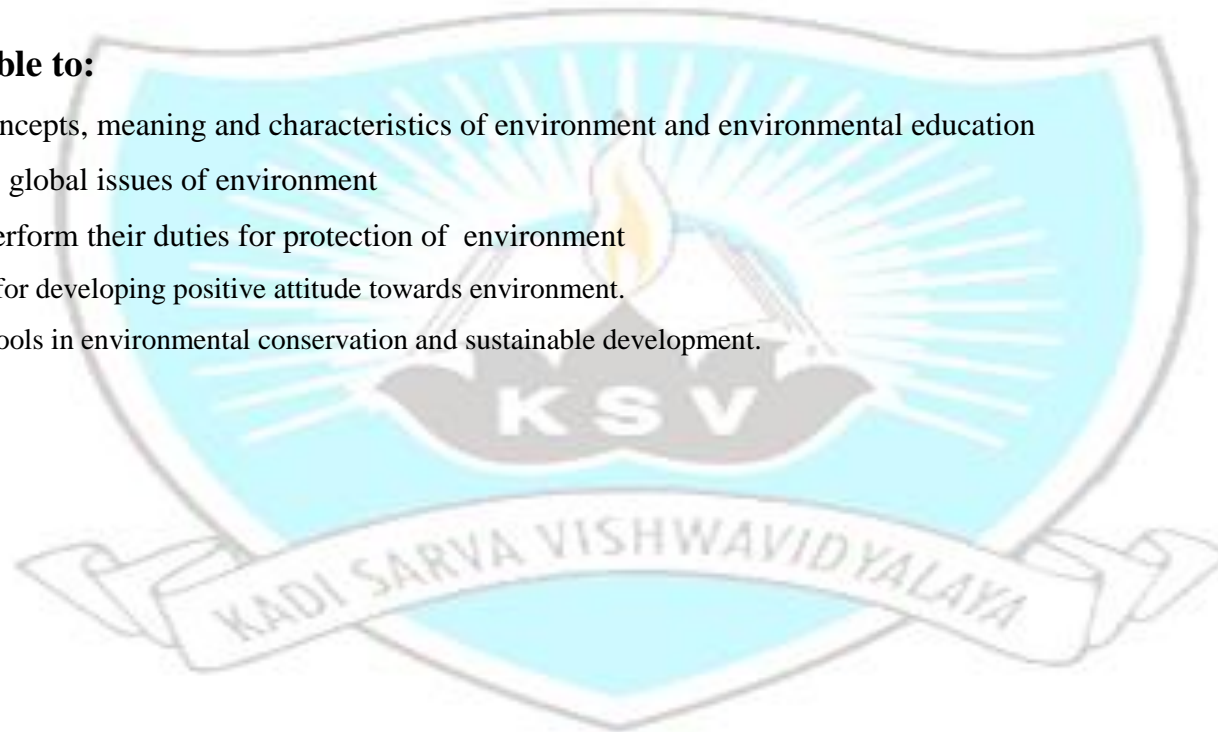 ble to:
ncepts, meaning and characteristics of environment and environmental education
global issues of environment
erform their duties for protection of environment
for developing positive attitude towards environment.
ools in environmental conservation and sustainable development.
KSV
KADI SARVA VISHWAVIDYALAYA